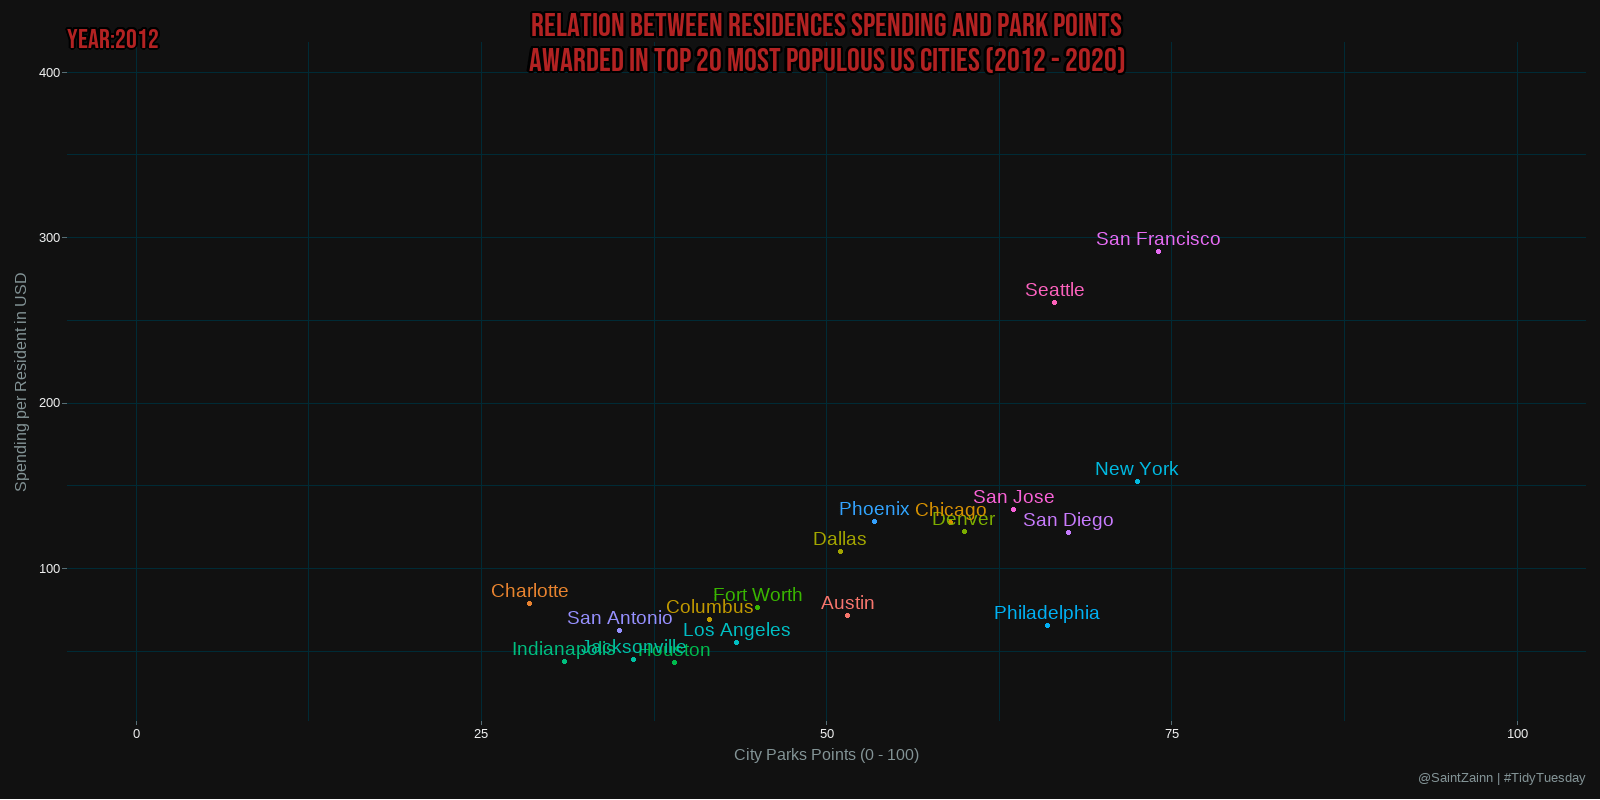 RELATION BETWEEN RESIDENCES SPENDING AND PARK POINTS
AWARDED IN TOP 20 MOST POPULOUS US CITIES (2012 - 2020)
YEAR:2012
400
300
200
100
Spending per Resident in USD
San Francisco
Seattle
New York
San Jose
Phoenix
Chicago
Denver
San Diego
Dallas
Charlotte
Fort Worth
Columbus
Austin
San Antonio
Philadelphia
Los Angeles
Indianapolis
Jacksonville
Houston
0
25
50
75
100
City Parks Points (0 - 100)
@SaintZainn | #TidyTuesday